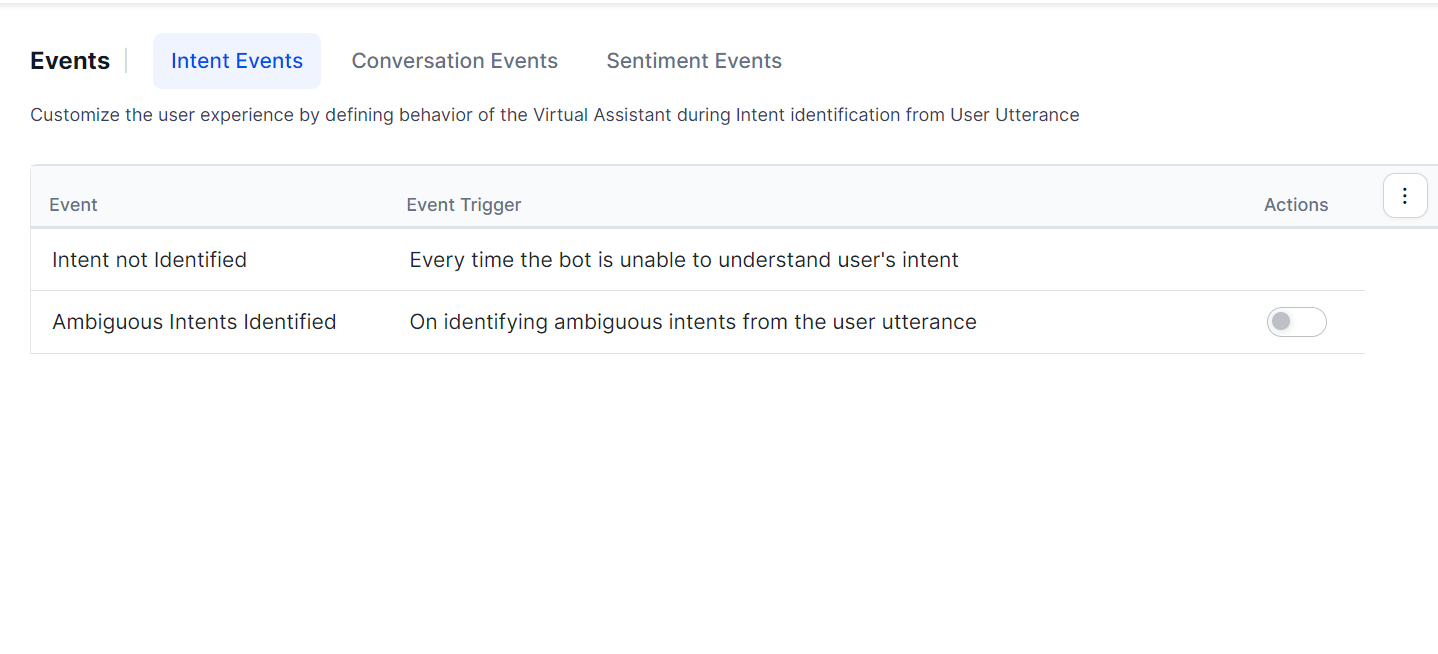 Events Intent Events Conversation Events Sentiment Events
Customize the user experience by defining behavior of the Virtual Assistant during Intent identification from User Utterance
Event Event Trigger Actions
Intent not Identified Every time the bot is unable to understand user's intent
Ambiguous Intents Identified On identifying ambiguous intents from the user utterance